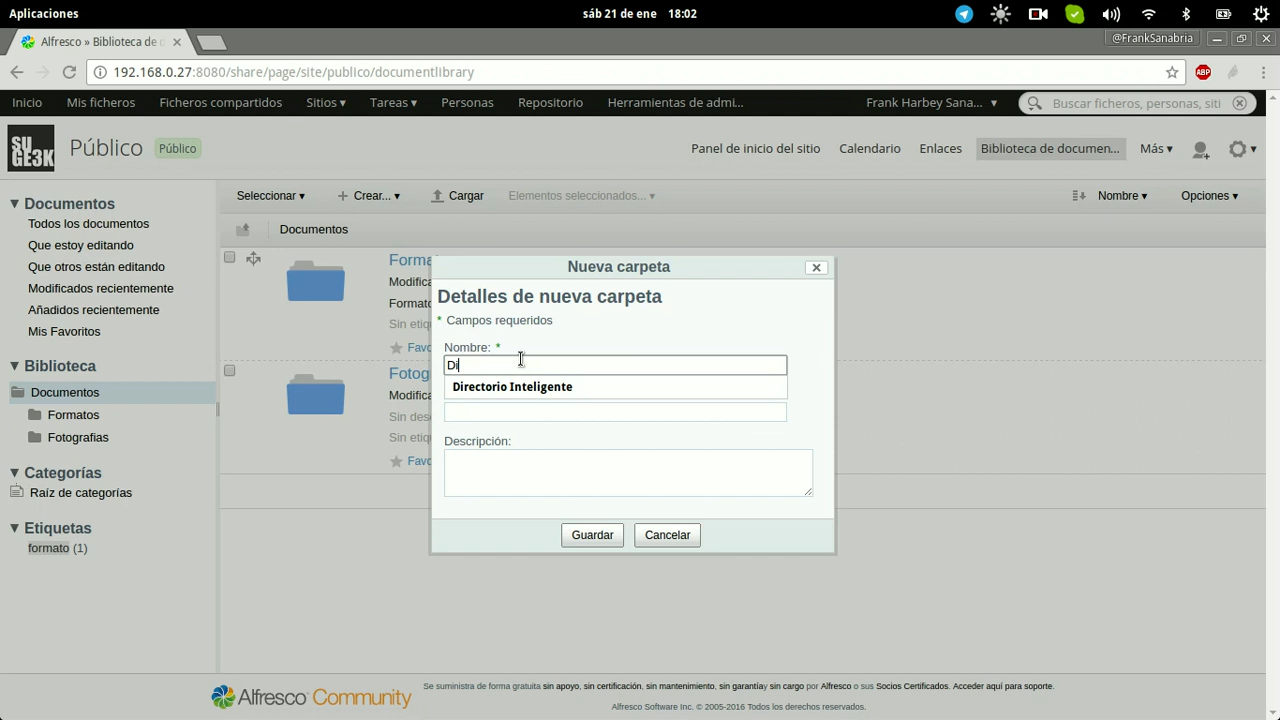 Aplicaciones
sáb 21 de ene 18:02
Alfresco » Biblioteca de d
@FrankSanabria
192.168.0.27:8080/share/page/site/publico/documentlibrary
ABP
Inicio Mis ficheros Ficheros compartidos Sitios ▾ Tareas ▾ Personas Repositorio Herramientas de admi... Frank Harbey Sana... ▾ Buscar ficheros, personas, siti
SU GE3K
Público Público
Panel de inicio del sitio Calendario Enlaces Biblioteca de documen... Más ▾
Seleccionar ▾ Crear... ▾ Cargar Elementos seleccionados... ▾ Nombre ▾ Opciones ▾
Documentos
Todos los documentos
Que estoy editando
Que otros están editando
Modificados recientemente
Añadidos recientemente
Mis Favoritos
Biblioteca
Documentos
Formatos
Fotografias
Categorías
Raíz de categorías
Etiquetas
formato (1)
Documentos
Format
Modifica
Formato
Sin etiq
Favo
Fotog
Modifica
Sin des
Sin etiq
Favo
Nueva carpeta
Detalles de nueva carpeta
* Campos requeridos
Nombre: *
Di
Directorio Inteligente
Descripción:
Guardar Cancelar
Alfresco Community
Se suministra de forma gratuita sin apoyo, sin certificación, sin mantenimiento, sin garantíay sin cargo por Alfresco o sus Socios Certificados. Acceder aquí para soporte.
Alfresco Software Inc. © 2005-2016 Todos los derechos reservados.